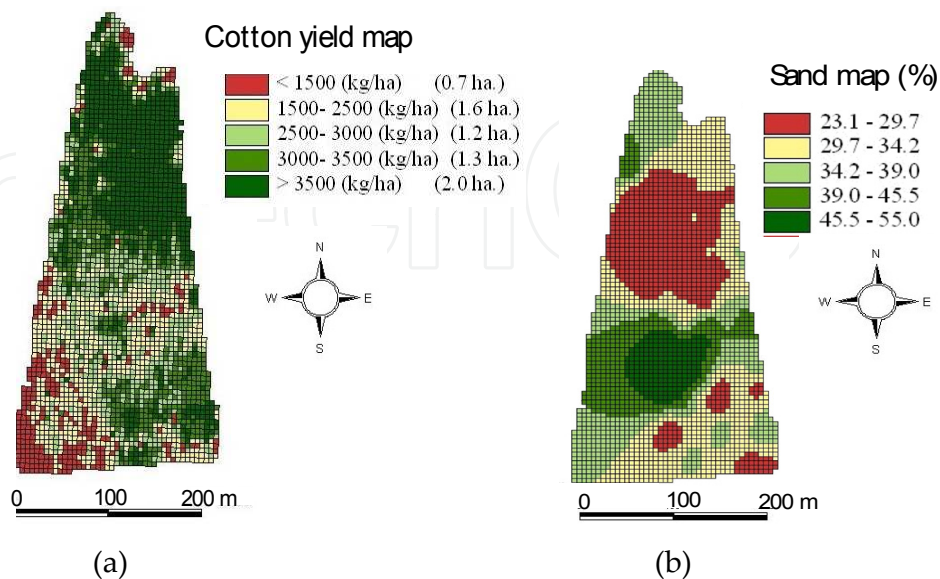 Cotton yield map
< 1500 (kg/ha) (0.7 ha.)
1500- 2500 (kg/ha) (1.6 ha.)
2500- 3000 (kg/ha) (1.2 ha.)
3000- 3500 (kg/ha) (1.3 ha.)
> 3500 (kg/ha) (2.0 ha.)
N
W E
S
0 100 200 m
(a)
Sand map (%)
23.1 - 29.7
29.7 - 34.2
34.2 - 39.0
39.0 - 45.5
45.5 - 55.0
N
W E
S
0 100 200 m
(b)